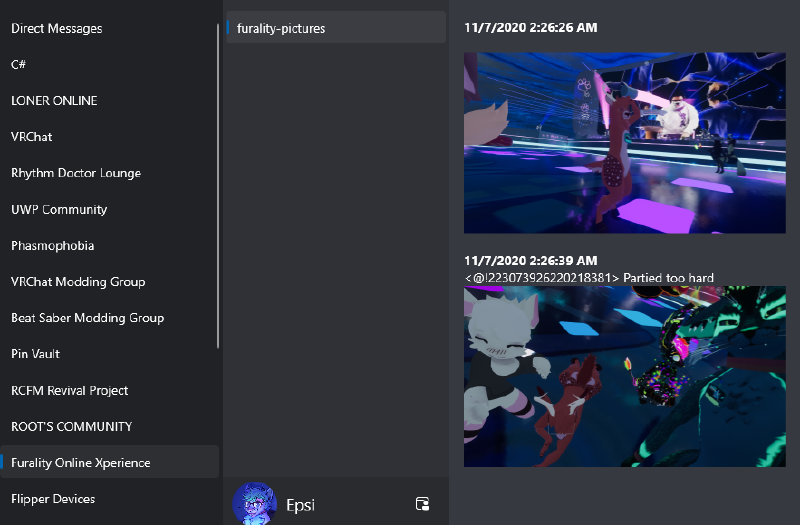 Direct Messages
C#
LONER ONLINE
VRChat
Rhythm Doctor Lounge
UWP Community
Phasmophobia
VRChat Modding Group
Beat Saber Modding Group
Pin Vault
RCFM Revival Project
ROOT'S COMMUNITY
Furality Online Xperience
Flipper Devices
furality-pictures
Epsi
11/7/2020 2:26:26 AM
11/7/2020 2:26:39 AM
<@!223073926220218381> Partied too hard